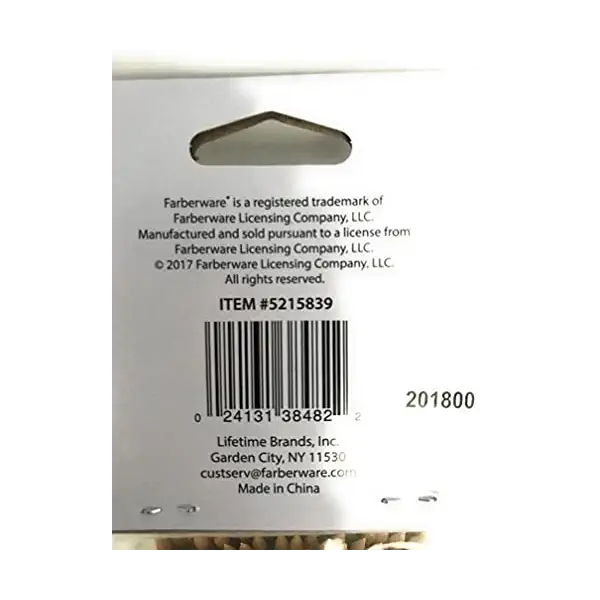 Farberware® is a registered trademark of
Farberware Licensing Company, LLC.
Manufactured and sold pursuant to a license from
Farberware Licensing Company, LLC.
© 2017 Farberware Licensing Company, LLC.
All rights reserved.
ITEM #5215839
0 24131 38482 2
201800
Lifetime Brands, Inc.
Garden City, NY 11530
custserv@farberware.com
Made in China